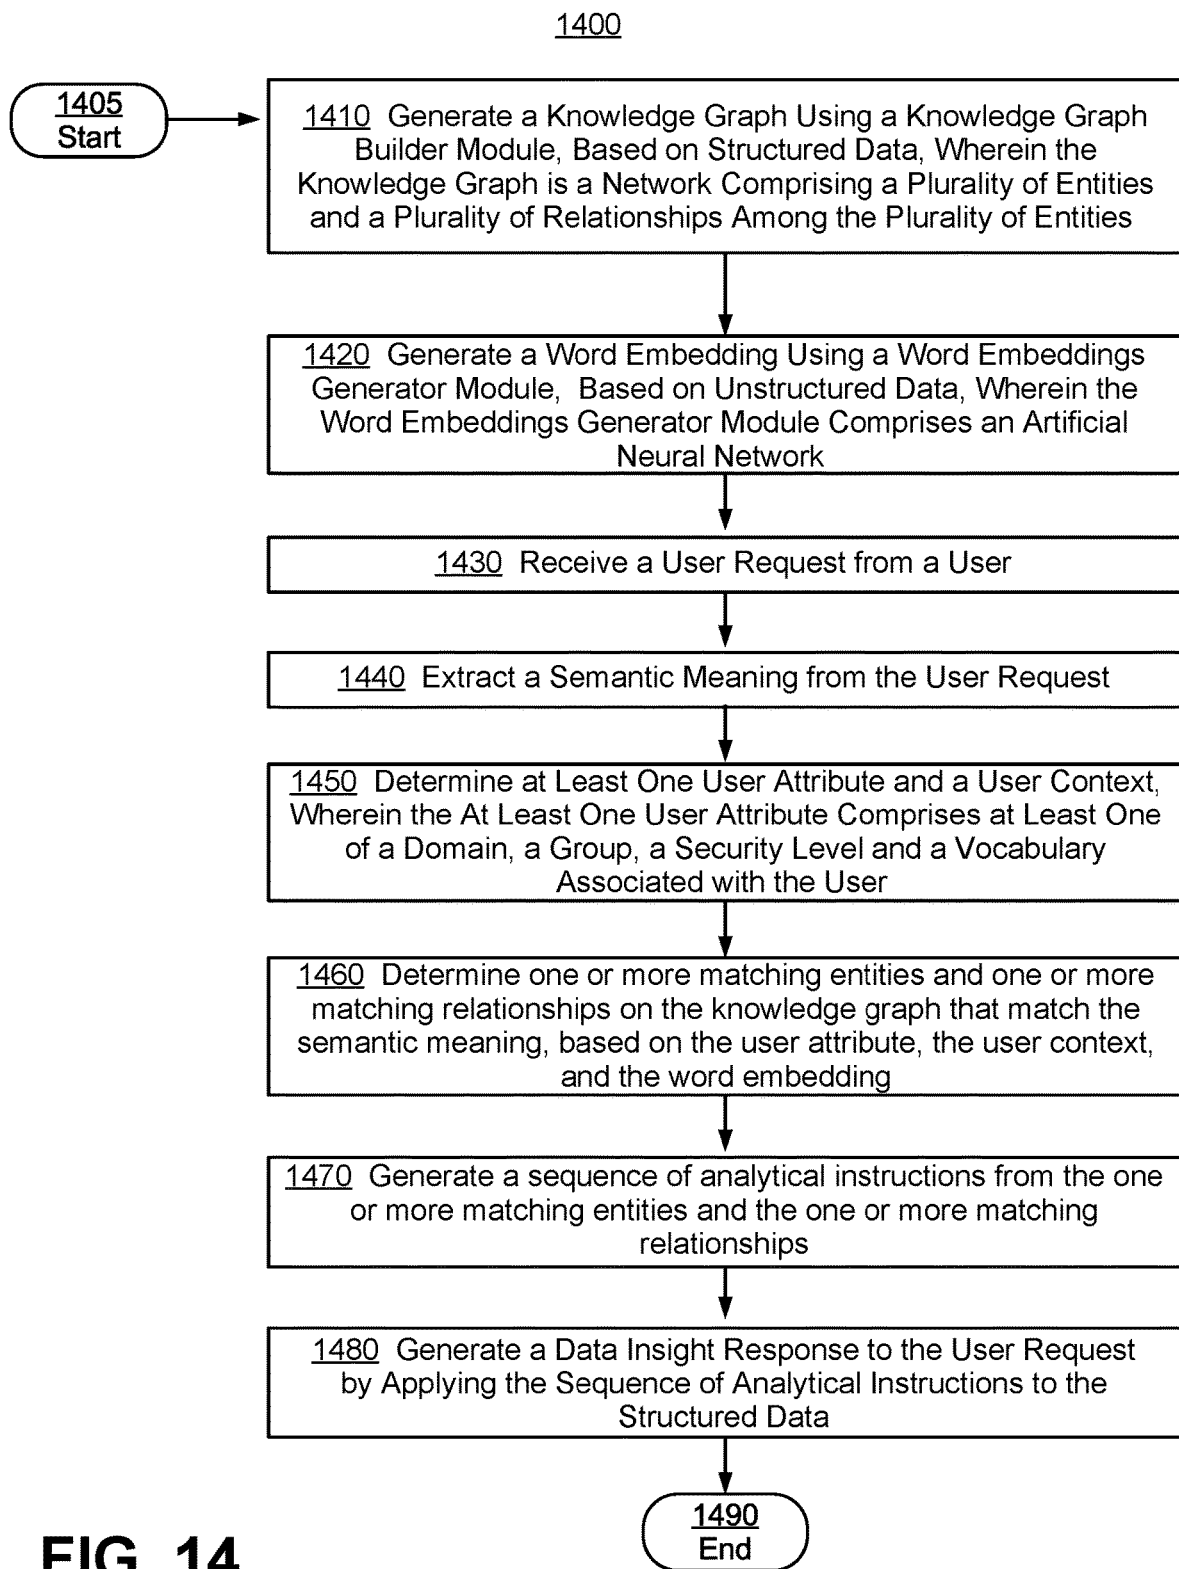 1400
1405
Start
1410 Generate a Knowledge Graph Using a Knowledge Graph
Builder Module, Based on Structured Data, Wherein the
Knowledge Graph is a Network Comprising a Plurality of Entities
and a Plurality of Relationships Among the Plurality of Entities
1420 Generate a Word Embedding Using a Word Embeddings
Generator Module, Based on Unstructured Data, Wherein the
Word Embeddings Generator Module Comprises an Artificial
Neural Network
1430 Receive a User Request from a User
1440 Extract a Semantic Meaning from the User Request
1450 Determine at Least One User Attribute and a User Context,
Wherein the At Least One User Attribute Comprises at Least One
of a Domain, a Group, a Security Level and a Vocabulary
Associated with the User
1460 Determine one or more matching entities and one or more
matching relationships on the knowledge graph that match the
semantic meaning, based on the user attribute, the user context,
and the word embedding
1470 Generate a sequence of analytical instructions from the one
or more matching entities and the one or more matching
relationships
1480 Generate a Data Insight Response to the User Request
by Applying the Sequence of Analytical Instructions to the
Structured Data
1490
End
FIG. 14